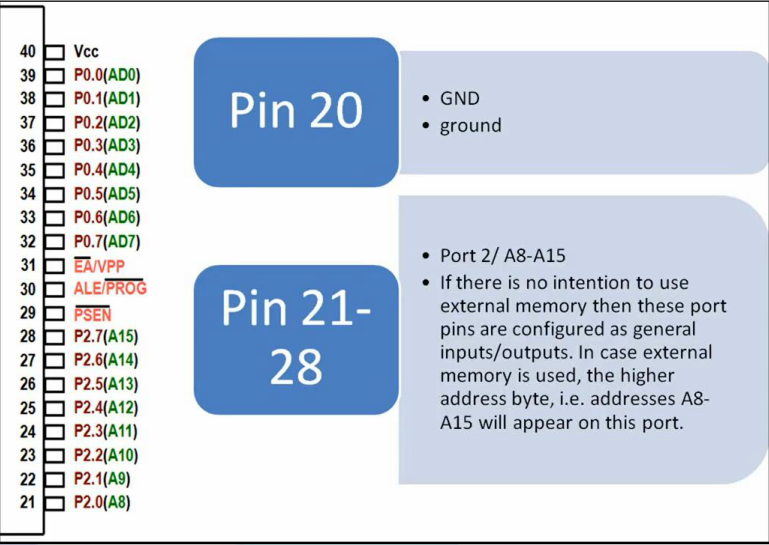 40 Vcc
39 P0.0(AD0)
38 P0.1(AD1)
37 P0.2(AD2)
36 P0.3(AD3)
35 P0.4(AD4)
34 P0.5(AD5)
33 P0.6(AD6)
32 P0.7(AD7)
31 EA/VPP
30 ALE/PROG
29 PSEN
28 P2.7(A15)
27 P2.6(A14)
26 P2.5(A13)
25 P2.4(A12)
24 P2.3(A11)
23 P2.2(A10)
22 P2.1(A9)
21 P2.0(A8)
Pin 20
• GND
• ground
Pin 21-
28
• Port 2/ A8-A15
• If there is no intention to use
external memory then these port
pins are configured as general
inputs/outputs. In case external
memory is used, the higher
address byte, i.e. addresses A8-
A15 will appear on this port.